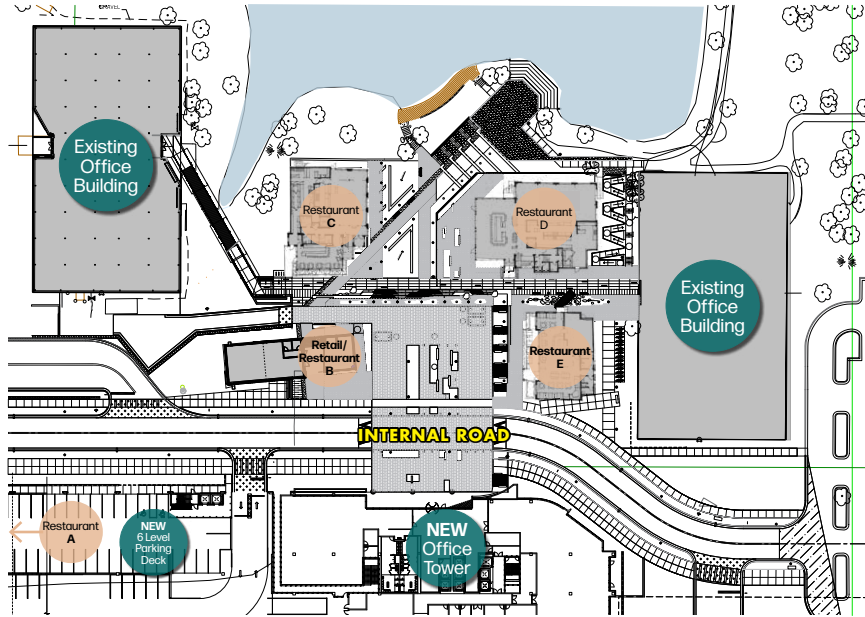 Existing
Office
Building
Restaurant
C
Restaurant
D
Existing
Office
Building
Retail/
Restaurant
B
Restaurant
E
INTERNAL ROAD
Restaurant
A
NEW
6 Level
Parking
Deck
NEW
Office
Tower